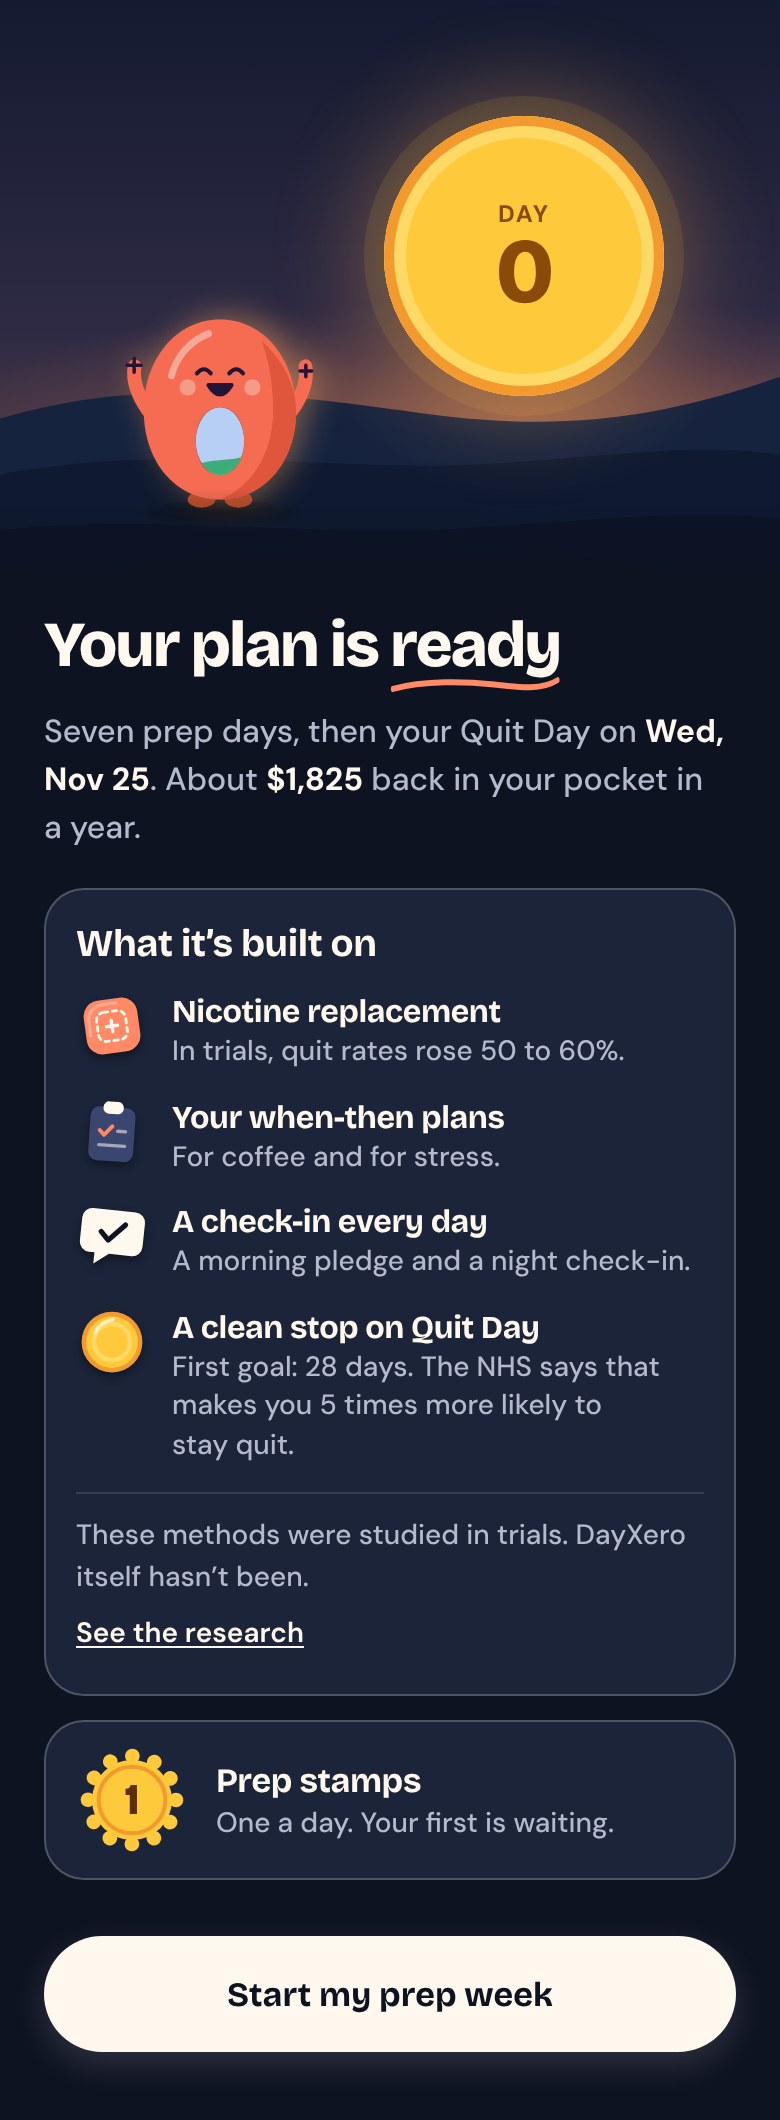 DAY
0
Your plan is ready
Seven prep days, then your Quit Day on Wed,
Nov 25. About $1,825 back in your pocket in
a year.
What it’s built on
Nicotine replacement
In trials, quit rates rose 50 to 60%.
Your when-then plans
For coffee and for stress.
A check-in every day
A morning pledge and a night check-in.
A clean stop on Quit Day
First goal: 28 days. The NHS says that
makes you 5 times more likely to
stay quit.
These methods were studied in trials. DayXero
itself hasn’t been.
See the research
1
Prep stamps
One a day. Your first is waiting.
Start my prep week